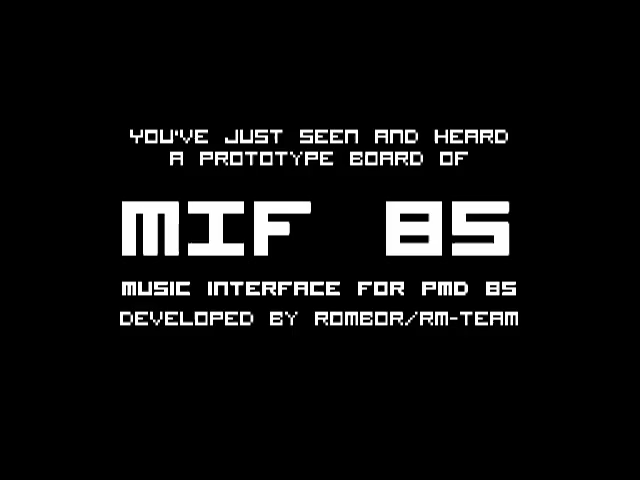 YOU'VE JUST SEEN AND HEARD
A PROTOTYPE BOARD OF
MIF 85
MUSIC INTERFACE FOR PMD 85
DEVELOPED BY ROMBOR/RM-TEAM